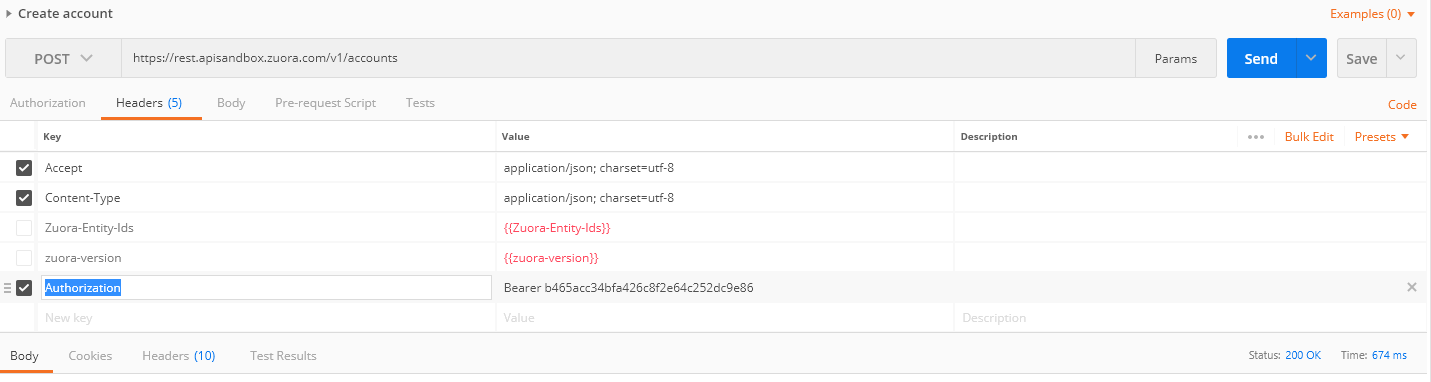 Create account
Examples (0)
POST https://rest.apisandbox.zuora.com/v1/accounts Params Send Save
Authorization Headers (5) Body Pre-request Script Tests Code
Key Value Description ••• Bulk Edit Presets
Accept application/json; charset=utf-8
Content-Type application/json; charset=utf-8
Zuora-Entity-Ids {{Zuora-Entity-Ids}}
zuora-version {{zuora-version}}
Authorization Bearer b465acc34bfa426c8f2e64c252dc9e86
New key Value Description
Body Cookies Headers (10) Test Results Status: 200 OK Time: 674 ms